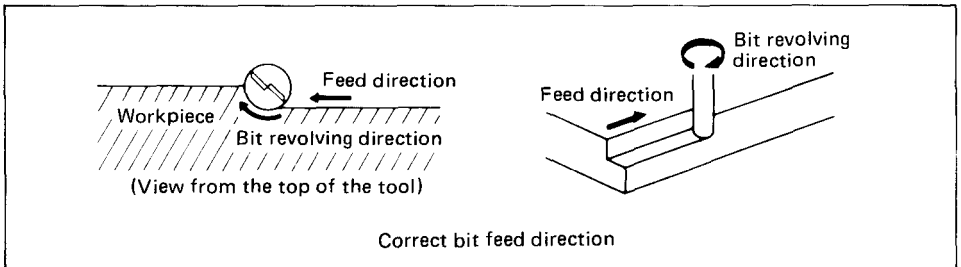 Feed direction
Workpiece
Bit revolving direction
(View from the top of the tool)
Bit revolving
direction
Feed direction
Correct bit feed direction